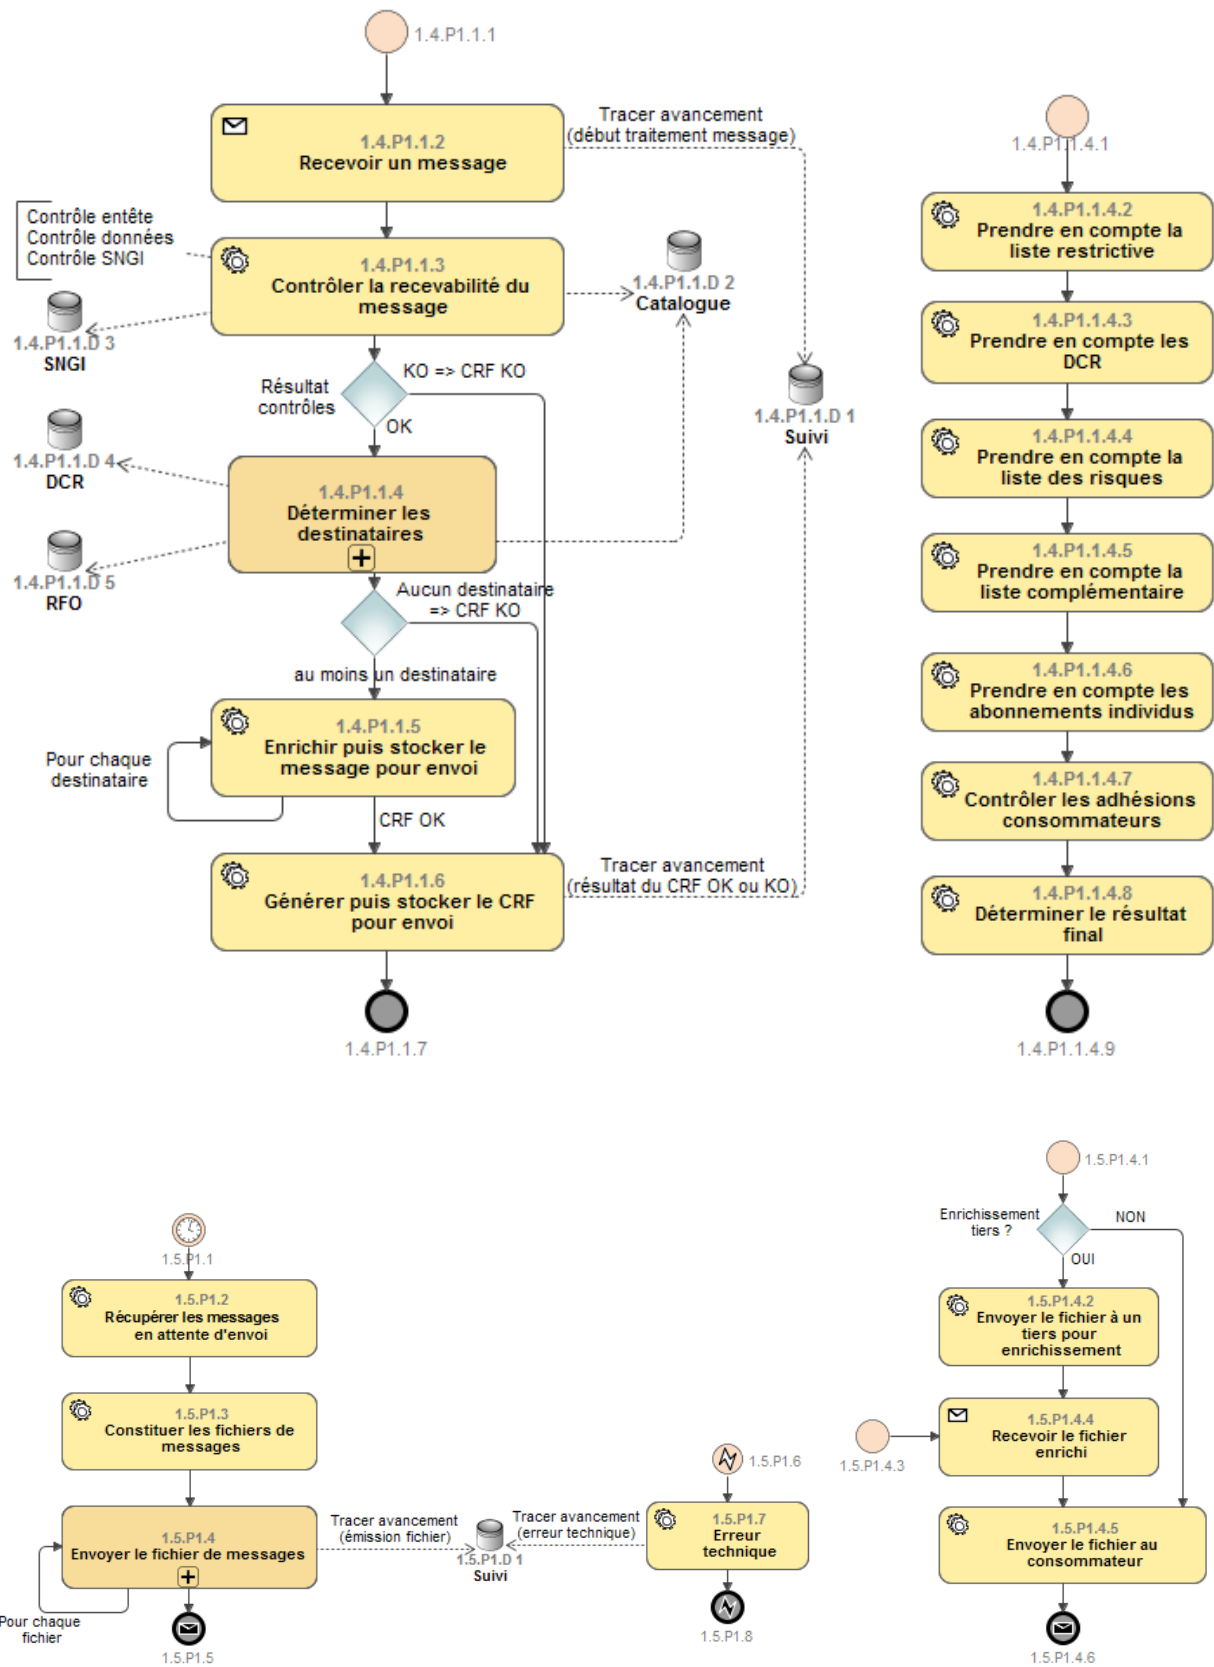 1.4.P1.1.1
1.4.P1.1.2
Recevoir un message
Tracer avancement
(début traitement message)
Contrôle entête
Contrôle données
Contrôle SNGI
1.4.P1.1.3
Contrôler la recevabilité du
message
1.4.P1.1.D 2
Catalogue
1.4.P1.1.D 3
SNGI
Résultat
contrôles
KO => CRF KO
OK
1.4.P1.1.D 1
Suivi
1.4.P1.1.D 4
DCR
1.4.P1.1.4
Déterminer les
destinataires
1.4.P1.1.D 5
RFO
Aucun destinataire
=> CRF KO
au moins un destinataire
1.4.P1.1.5
Enrichir puis stocker le
message pour envoi
Pour chaque
destinataire
CRF OK
1.4.P1.1.6
Générer puis stocker le CRF
pour envoi
Tracer avancement
(résultat du CRF OK ou KO)
1.4.P1.1.7
1.4.P1.1.4.1
1.4.P1.1.4.2
Prendre en compte la
liste restrictive
1.4.P1.1.4.3
Prendre en compte les
DCR
1.4.P1.1.4.4
Prendre en compte la
liste des risques
1.4.P1.1.4.5
Prendre en compte la
liste complémentaire
1.4.P1.1.4.6
Prendre en compte les
abonnements individus
1.4.P1.1.4.7
Contrôler les adhésions
consommateurs
1.4.P1.1.4.8
Déterminer le résultat
final
1.4.P1.1.4.9
1.5.P1.1
1.5.P1.2
Récupérer les messages
en attente d'envoi
1.5.P1.3
Constituer les fichiers de
messages
1.5.P1.4
Envoyer le fichier de messages
Pour chaque
fichier
1.5.P1.5
Tracer avancement
(émission fichier)
1.5.P1.D 1
Suivi
Tracer avancement
(erreur technique)
1.5.P1.6
1.5.P1.7
Erreur
technique
1.5.P1.8
1.5.P1.4.1
Enrichissement
tiers ?
NON
OUI
1.5.P1.4.2
Envoyer le fichier à un
tiers pour
enrichissement
1.5.P1.4.3
1.5.P1.4.4
Recevoir le fichier
enrichi
1.5.P1.4.5
Envoyer le fichier au
consommateur
1.5.P1.4.6